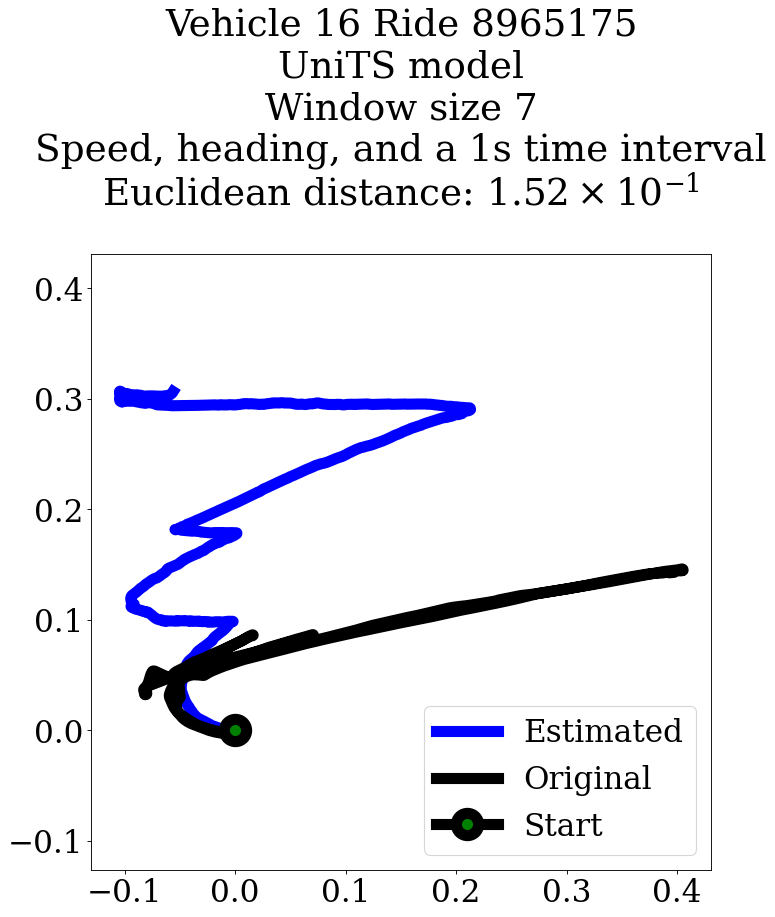 Vehicle 16 Ride 8965175
UniTS model
Window size 7
Speed, heading, and a 1s time interval
Euclidean distance: 1.52 × 10⁻¹
0.4
0.3
0.2
0.1
0.0
−0.1
−0.1 0.0 0.1 0.2 0.3 0.4
Estimated
Original
Start